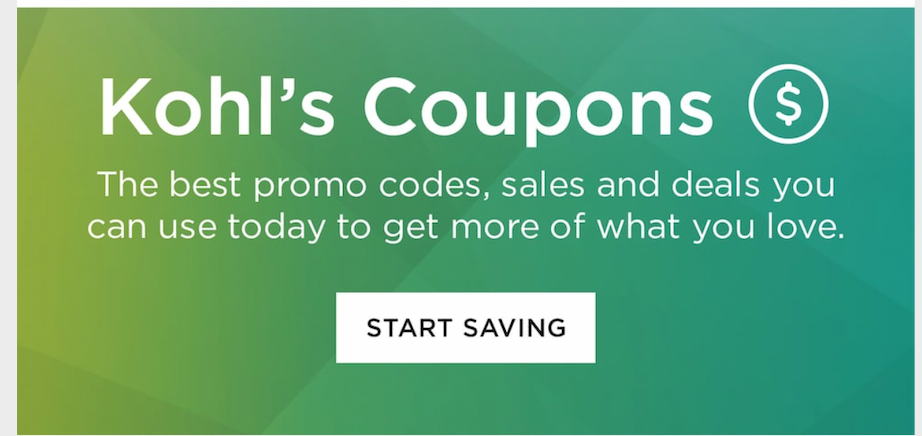 Kohl’s Coupons $
The best promo codes, sales and deals you
can use today to get more of what you love.
START SAVING